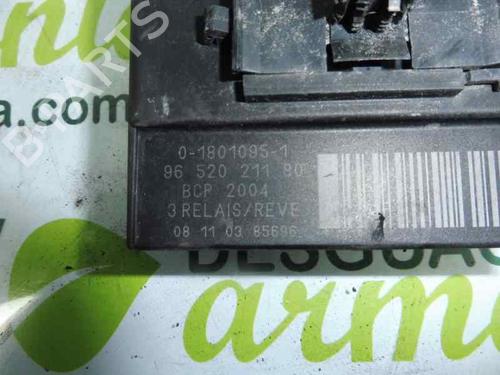 0-1801095-1
96 520 211 80
BCP 2004
3 RELAIS/REVE
08 11 03 85696
a.com
B-PARTS
DESGUAC
arm